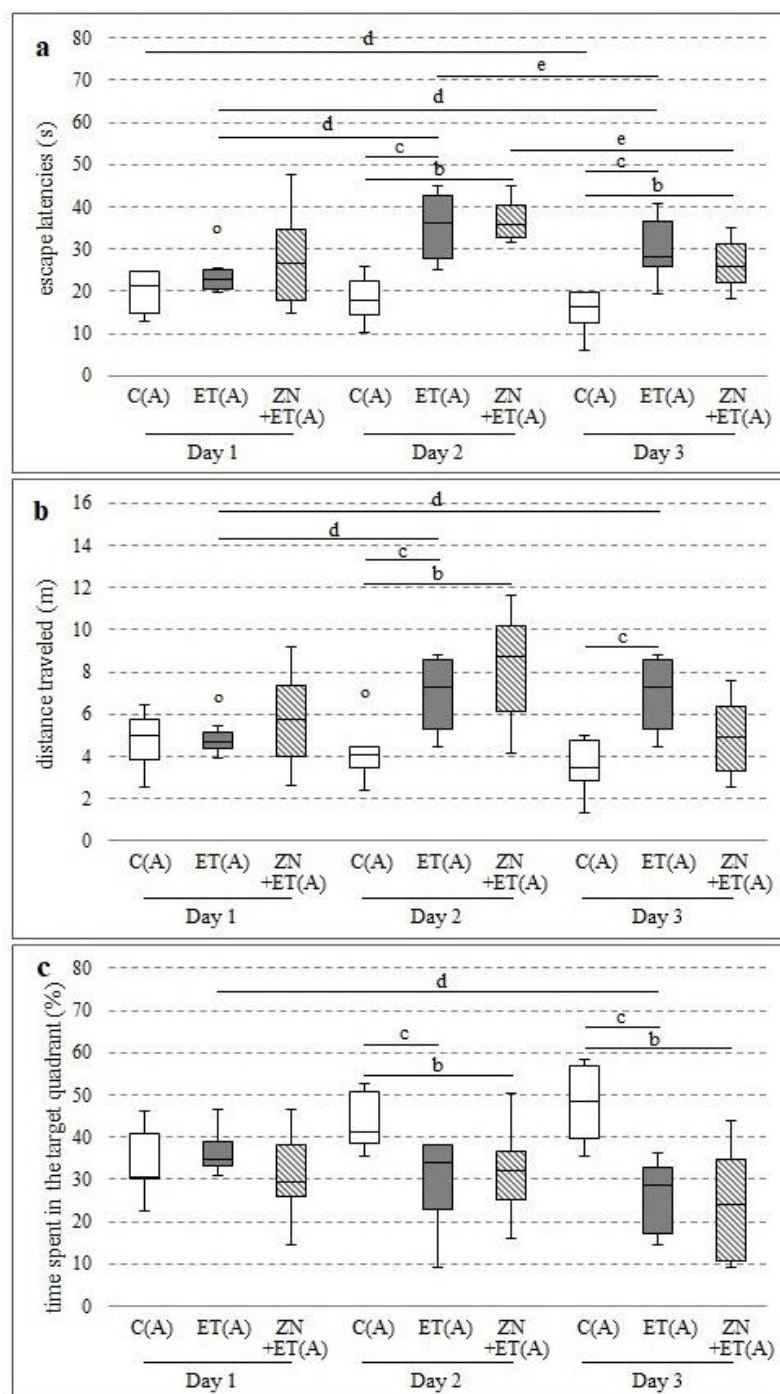 a
escape latencies (s)
80
70
60
50
40
30
20
10
0
d
e
d
d
c
b
e
c
b
C(A) ET(A) ZN +ET(A) C(A) ET(A) ZN +ET(A) C(A) ET(A) ZN +ET(A)
Day 1 Day 2 Day 3
b
distance traveled (m)
16
14
12
10
8
6
4
2
0
d
d
c
b
c
C(A) ET(A) ZN +ET(A) C(A) ET(A) ZN +ET(A) C(A) ET(A) ZN +ET(A)
Day 1 Day 2 Day 3
c
time spent in the target quadrant (%)
80
70
60
50
40
30
20
10
0
d
c
b
c
b
C(A) ET(A) ZN +ET(A) C(A) ET(A) ZN +ET(A) C(A) ET(A) ZN +ET(A)
Day 1 Day 2 Day 3